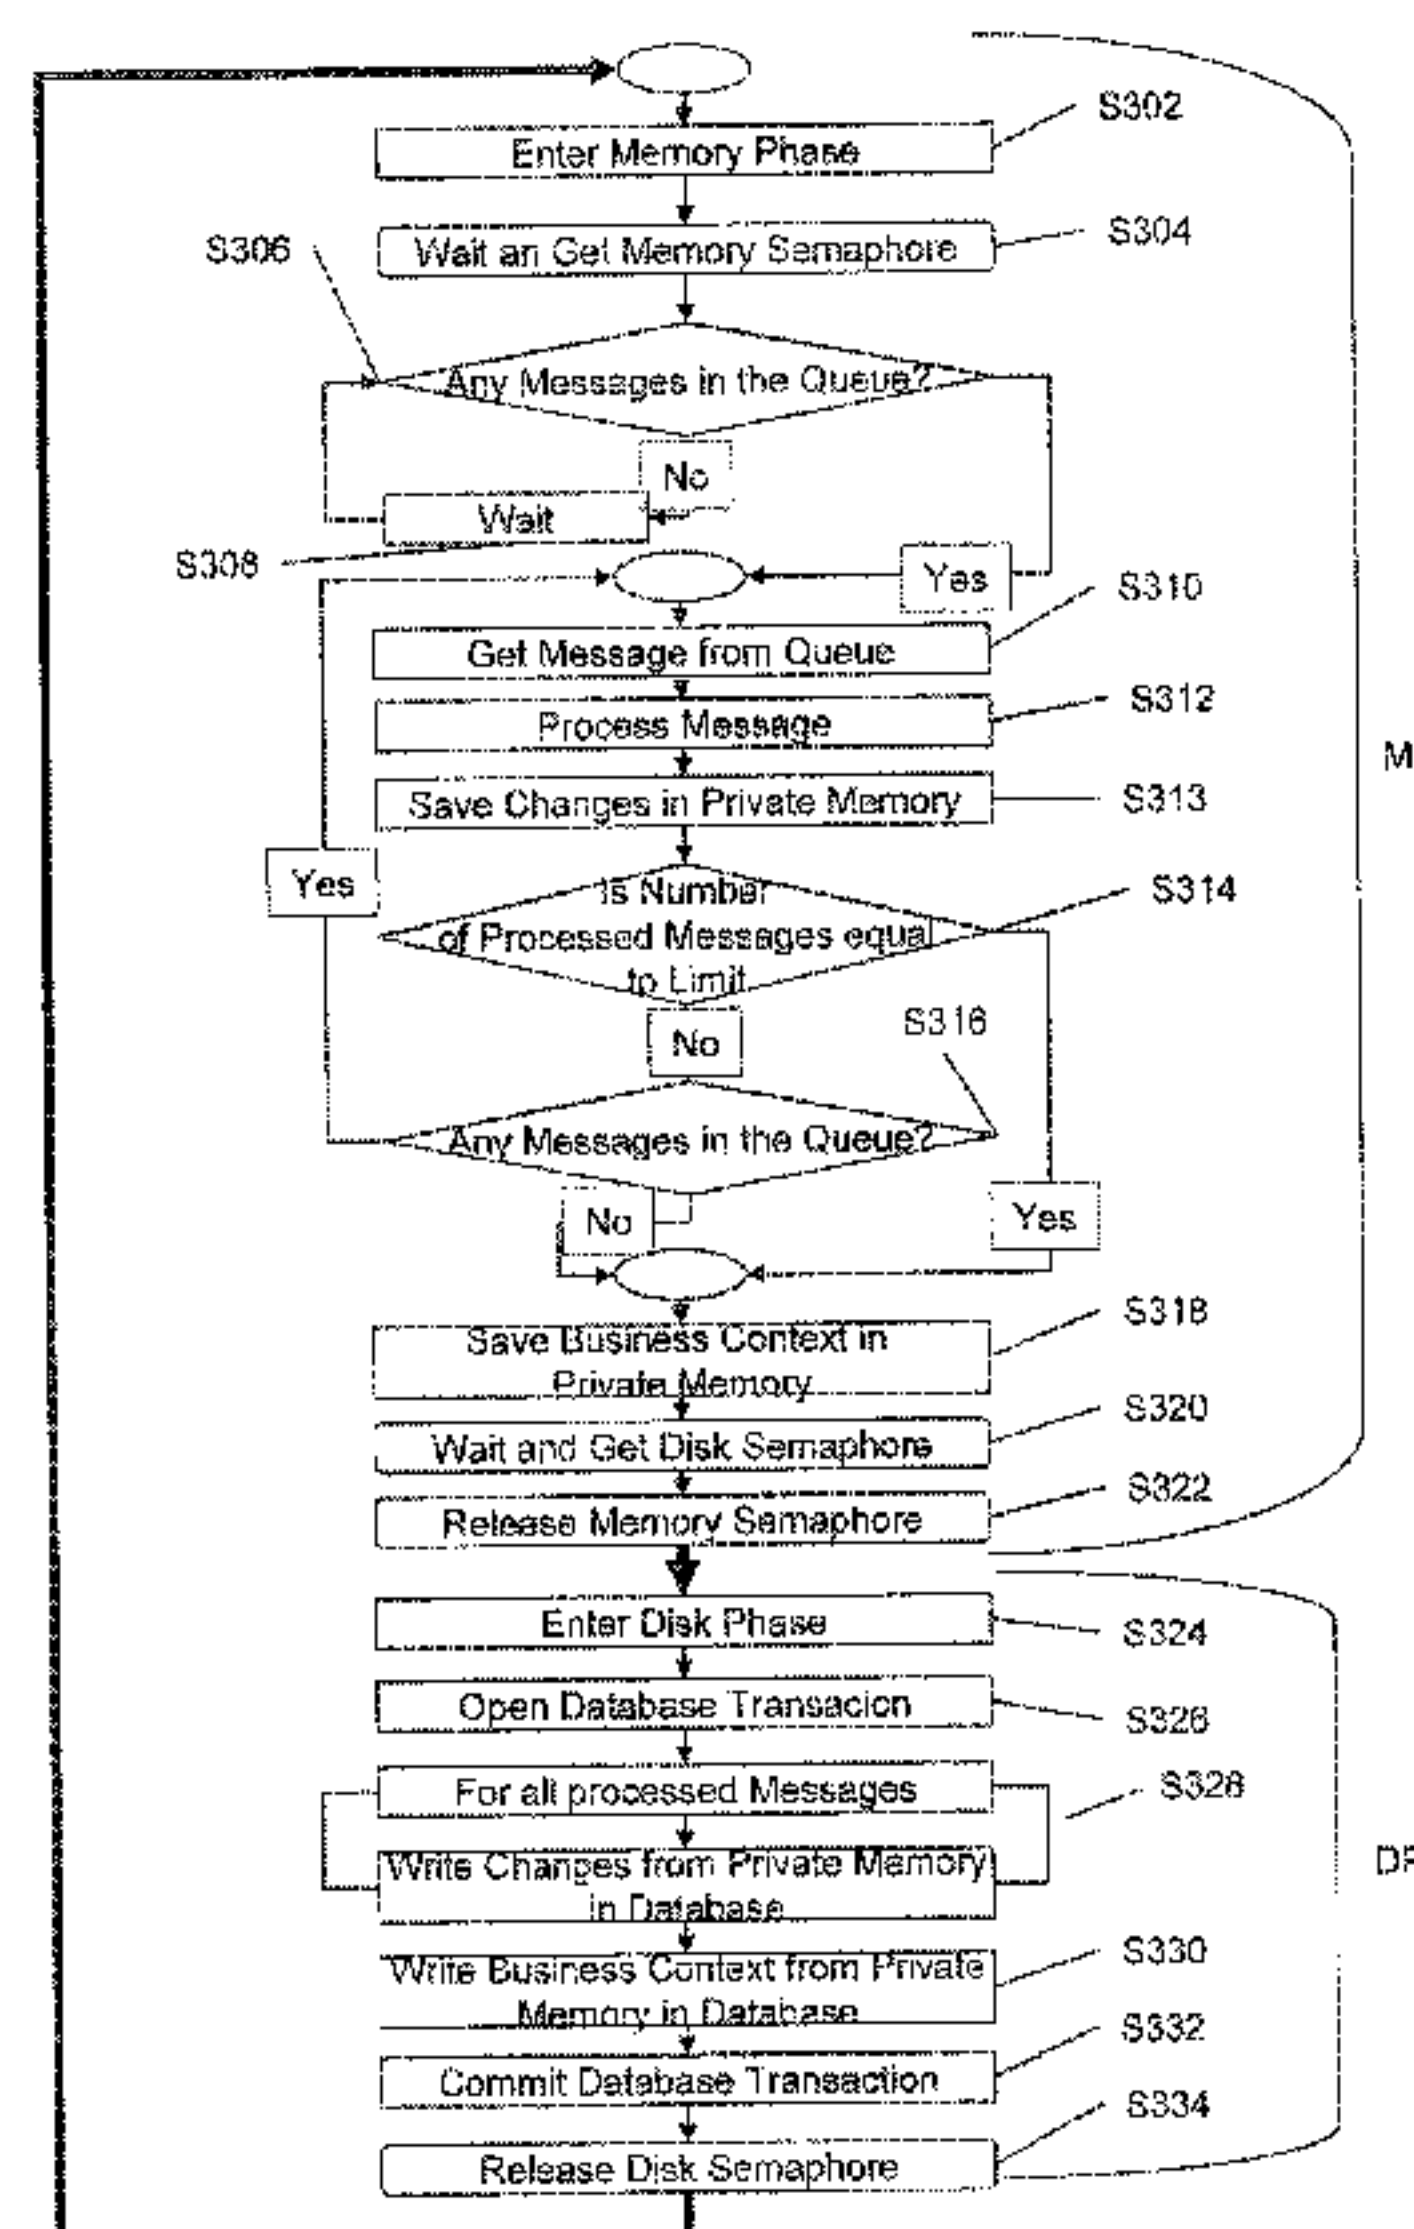 S302
Enter Memory Phase
S304
Wait an Get Memory Semaphore
S306
Any Messages in the Queue?
No
Wait
S308
Yes
S310
Get Message from Queue
S312
Process Message
M
S313
Save Changes in Private Memory
Yes
S314
Is Number
of Processed Messages equal
to Limit
S316
No
Any Messages in the Queue?
No
Yes
S318
Save Business Context in
Private Memory
S320
Wait and Get Disk Semaphore
S322
Release Memory Semaphore
Enter Disk Phase
S324
Open Database Transacion
S326
For all processed Messages
S328
Write Changes from Private Memory
in Database
DP
S330
Write Business Context from Private
Memory in Database
S332
Commit Database Transaction
S334
Release Disk Semaphore